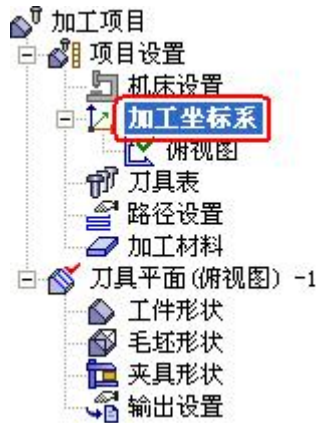 加工项目
项目设置
机床设置
加工坐标系
俯视图
刀具表
路径设置
加工材料
刀具平面(俯视图) -1
工件形状
毛坯形状
夹具形状
输出设置